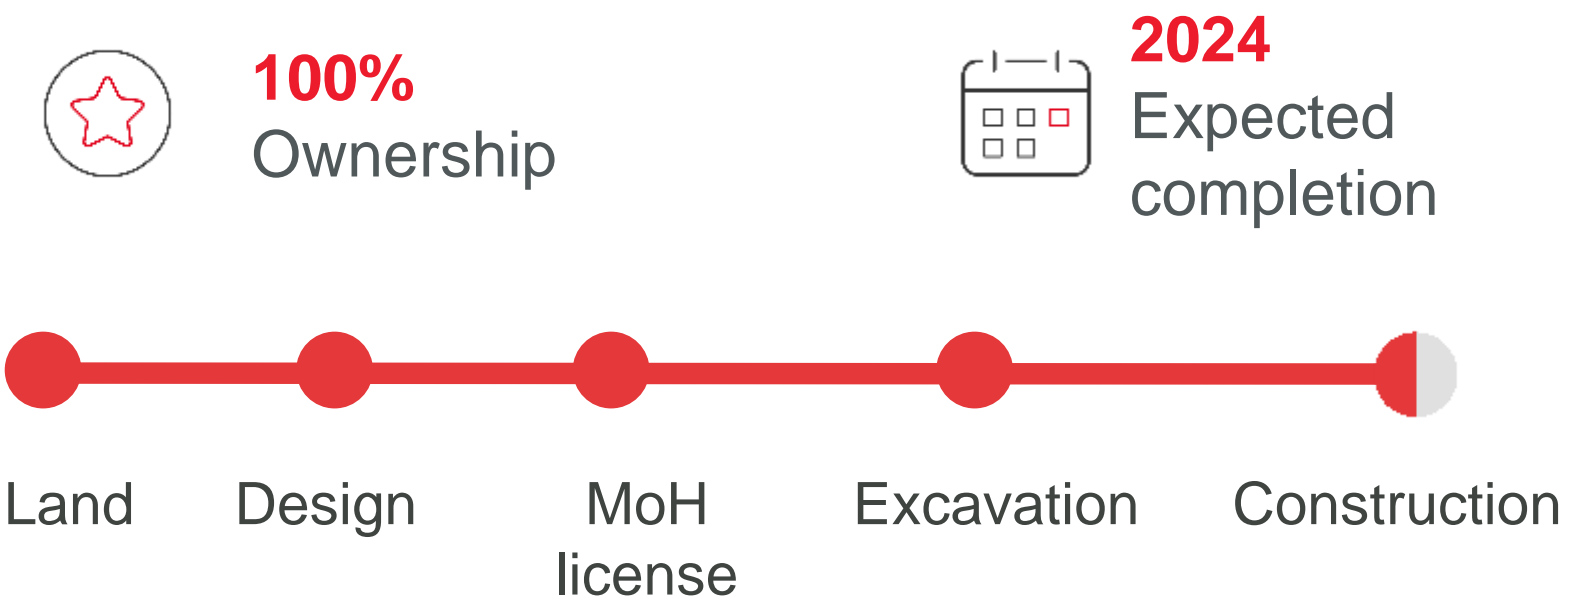 100%
Ownership
2024
Expected
completion
Land
Design
MoH
license
Excavation
Construction